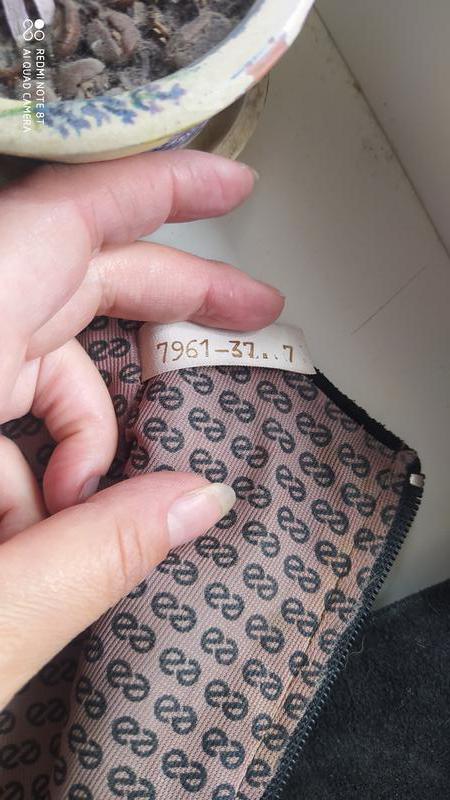 REDMI NOTE 8T
AI QUAD CAMERA
7961-37...7